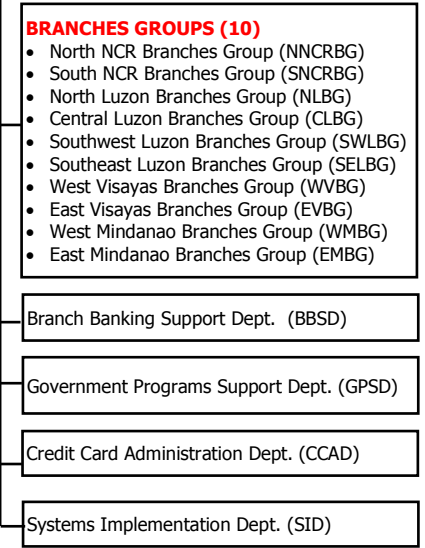 BRANCHES GROUPS (10)
• North NCR Branches Group (NNCRBG)
• South NCR Branches Group (SNCRBG)
• North Luzon Branches Group (NLBG)
• Central Luzon Branches Group (CLBG)
• Southwest Luzon Branches Group (SWLBG)
• Southeast Luzon Branches Group (SELBG)
• West Visayas Branches Group (WVBG)
• East Visayas Branches Group (EVBG)
• West Mindanao Branches Group (WMBG)
• East Mindanao Branches Group (EMBG)
Branch Banking Support Dept.  (BBSD)
Government Programs Support Dept. (GPSD)
Credit Card Administration Dept. (CCAD)
Systems Implementation Dept. (SID)